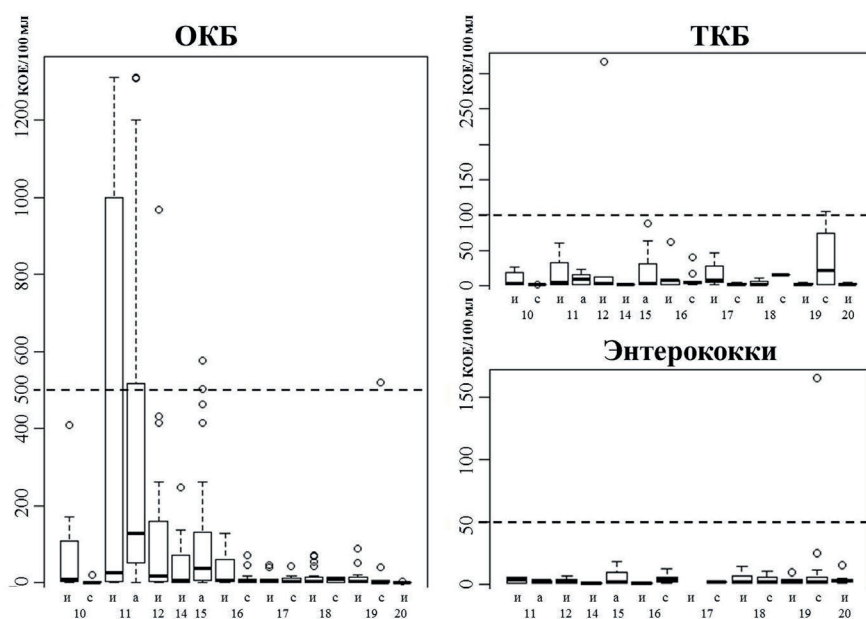 ОКБ
КОЕ/100 мл
1200
1000
800
600
500
400
200
0
и с и а и и а и с и с и с и с и
10 11 12 14 15 16 17 18 19 20
ТКБ
КОЕ/100 мл
250
150
100
50
0
и с и а и и а и с и с и с и с и
10 11 12 14 15 16 17 18 19 20
Энтерококки
КОЕ/100 мл
150
100
50
0
и а и и а и с и с и с и с и
11 12 14 15 16 17 18 19 20